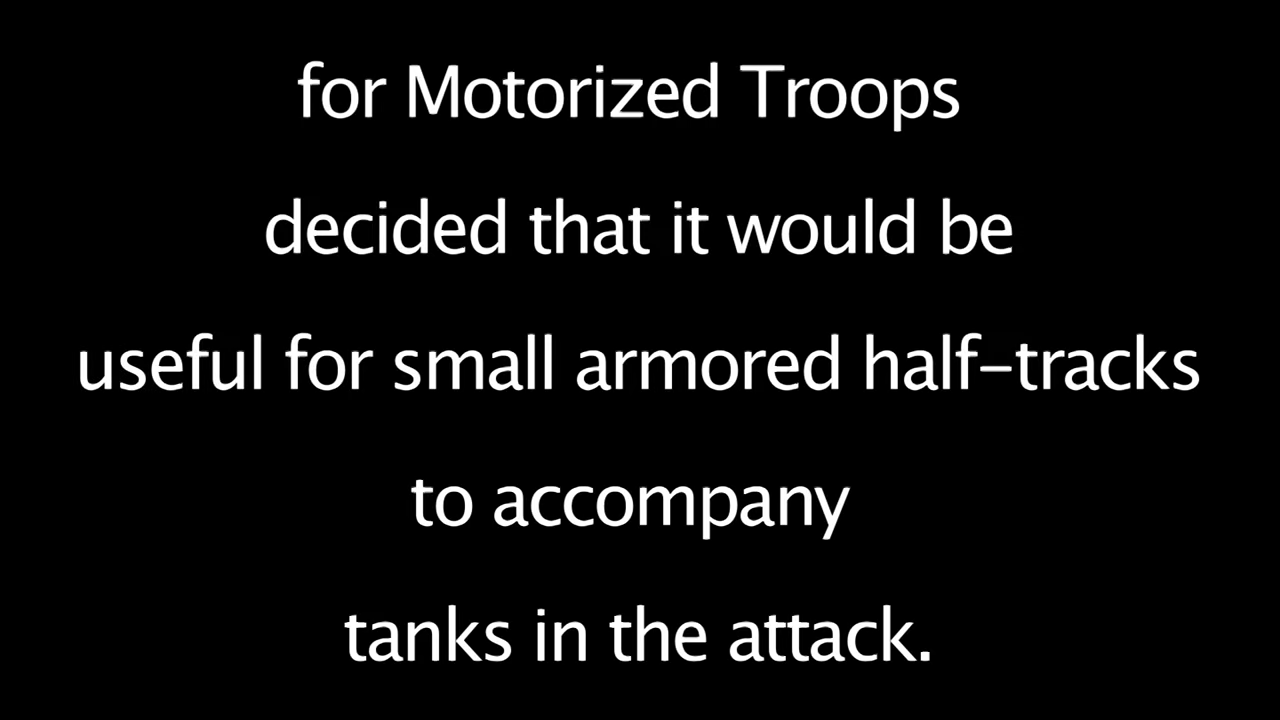 for Motorized Troops
decided that it would be
useful for small armored half-tracks
to accompany
tanks in the attack.